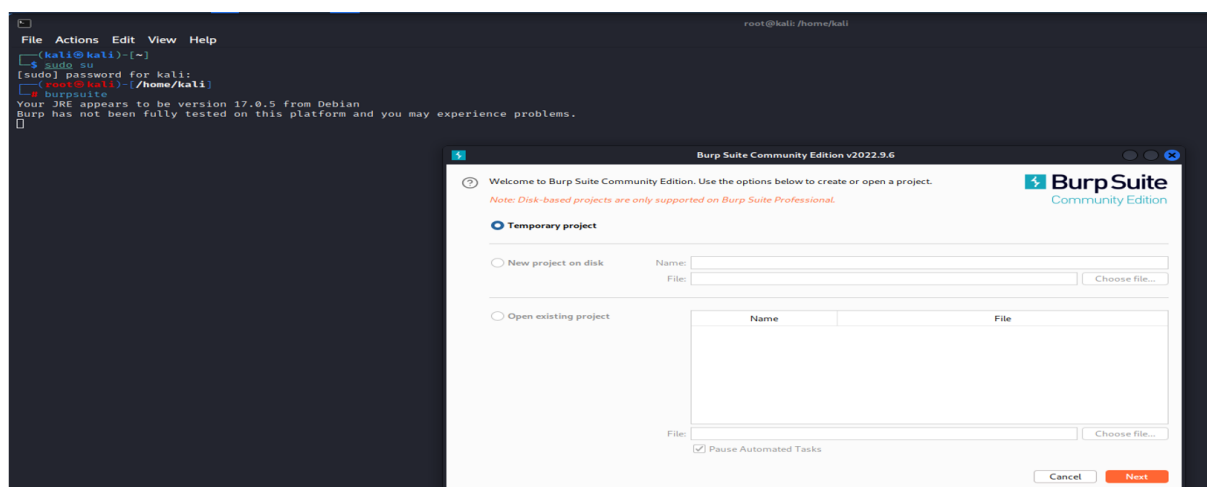 root@kali: /home/kali
File Actions Edit View Help
(kali㉿kali)-[~]
$ sudo su
[sudo] password for kali:
(root㉿kali)-[/home/kali]
# burpsuite
Your JRE appears to be version 17.0.5 from Debian
Burp has not been fully tested on this platform and you may experience problems.
Burp Suite Community Edition v2022.9.6
Welcome to Burp Suite Community Edition. Use the options below to create or open a project.
Note: Disk-based projects are only supported on Burp Suite Professional.
Burp Suite
Community Edition
Temporary project
New project on disk
Name:
File:
Choose file...
Open existing project
Name
File
File:
Choose file...
Pause Automated Tasks
Cancel
Next